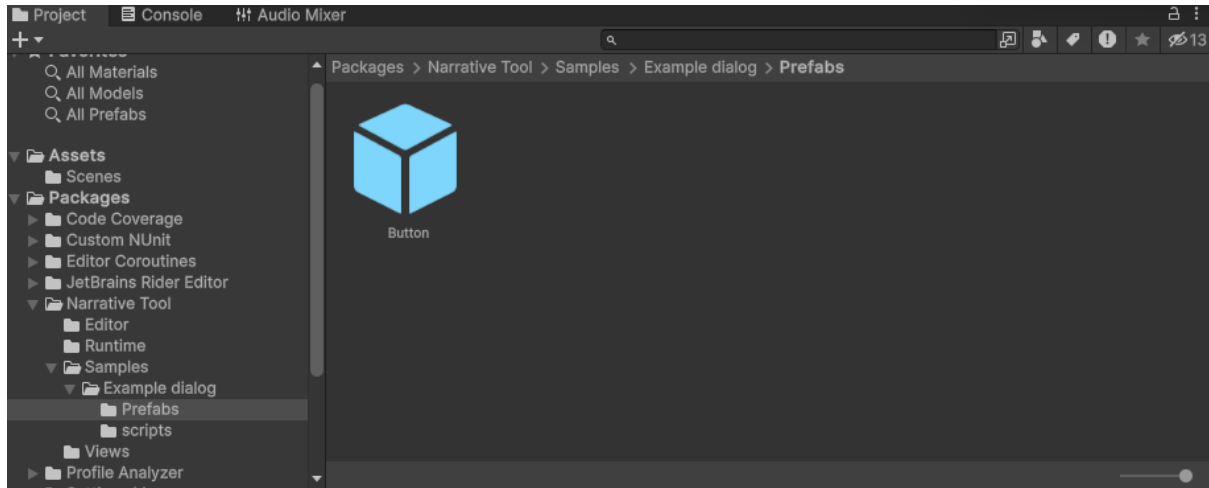 Project Console Audio Mixer
13
All Materials
All Models
All Prefabs
Assets
Scenes
Packages
Code Coverage
Custom NUnit
Editor Coroutines
JetBrains Rider Editor
Narrative Tool
Editor
Runtime
Samples
Example dialog
Prefabs
scripts
Views
Profile Analyzer
Packages > Narrative Tool > Samples > Example dialog > Prefabs
Button